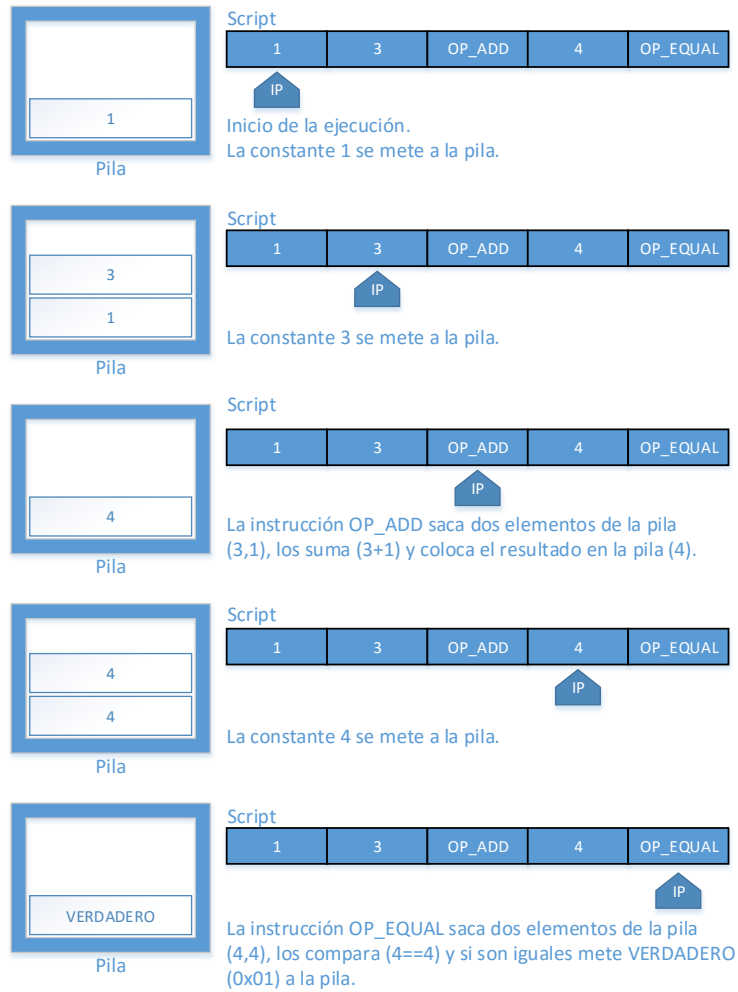 Script
1 3 OP_ADD 4 OP_EQUAL
IP
1
Inicio de la ejecución.
La constante 1 se mete a la pila.
Pila
Script
1 3 OP_ADD 4 OP_EQUAL
3
IP
1
La constante 3 se mete a la pila.
Pila
Script
1 3 OP_ADD 4 OP_EQUAL
IP
4
La instrucción OP_ADD saca dos elementos de la pila
(3,1), los suma (3+1) y coloca el resultado en la pila (4).
Pila
Script
1 3 OP_ADD 4 OP_EQUAL
4
IP
4
La constante 4 se mete a la pila.
Pila
Script
1 3 OP_ADD 4 OP_EQUAL
IP
VERDADERO
La instrucción OP_EQUAL saca dos elementos de la pila
(4,4), los compara (4==4) y si son iguales mete VERDADERO
(0x01) a la pila.
Pila